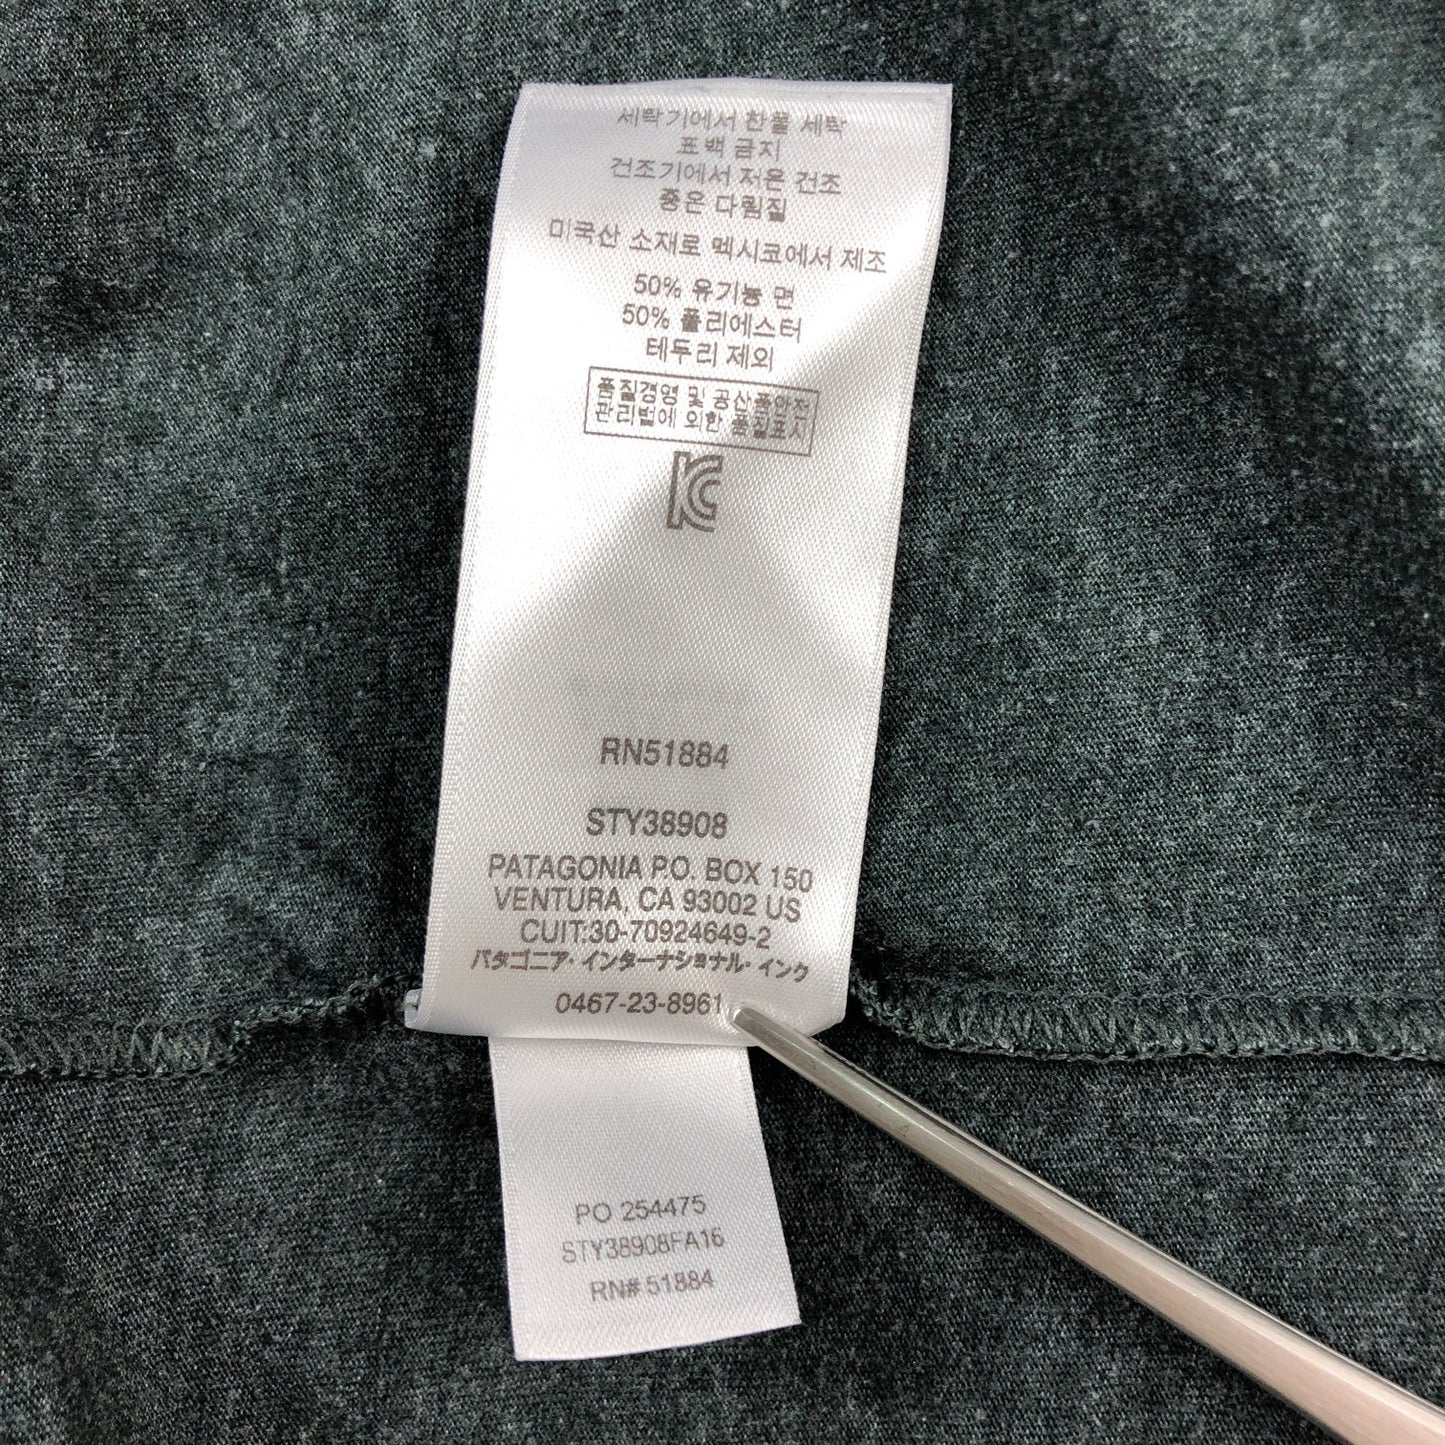 세탁기에서 찬물 세탁
표백 금지
건조기에서 저온 건조
중온 다림질
미국산 소재로 멕시코에서 제조
50% 유기농 면
50% 폴리에스터
테두리 제외
품질경영 및 공산품안전
관리법에 의한 품질표시
KC
RN51884
STY38908
PATAGONIA P.O. BOX 150
VENTURA, CA 93002 US
CUIT:30-70924649-2
パタゴニア・インターナショナル・インク
0467-23-8961
PO 254475
STY38908FA16
RN# 51884